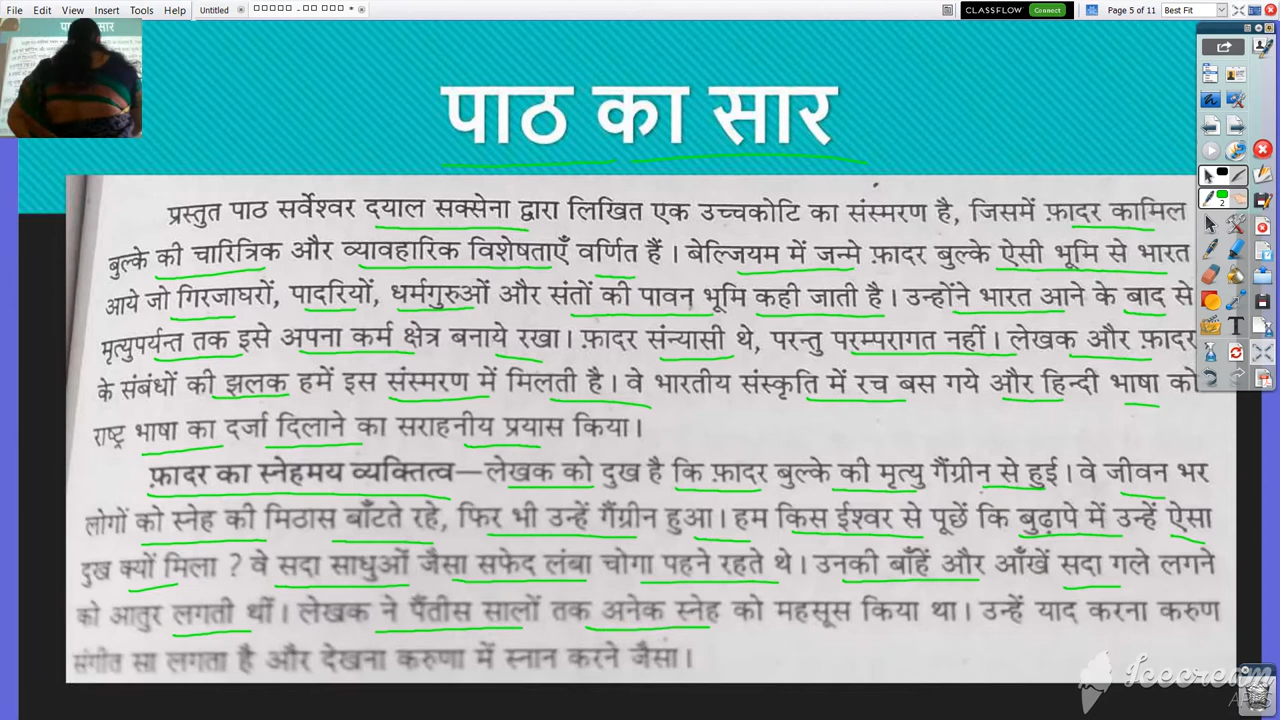 File Edit View Insert Tools Help Untitled CLASSFLOW Connect Page 5 of 11 Best Fit
पाठ का सार
प्रस्तुत पाठ सर्वेश्वर दयाल सक्सेना द्वारा लिखित एक उच्चकोटि का संस्मरण है, जिसमें फ़ादर कामिल
बुल्के की चारित्रिक और व्यावहारिक विशेषताएँ वर्णित हैं। बेल्जियम में जन्मे फ़ादर बुल्के ऐसी भूमि से भारत
आये जो गिरजाघरों, पादरियों, धर्मगुरुओं और संतों की पावन भूमि कही जाती है। उन्होंने भारत आने के बाद से
मृत्युपर्यन्त तक इसे अपना कर्म क्षेत्र बनाये रखा। फ़ादर संन्यासी थे, परन्तु परम्परागत नहीं। लेखक और फ़ादर
के संबंधों की झलक हमें इस संस्मरण में मिलती है। वे भारतीय संस्कृति में रच बस गये और हिन्दी भाषा को
राष्ट्र भाषा का दर्जा दिलाने का सराहनीय प्रयास किया।
फ़ादर का स्नेहमय व्यक्तित्व—लेखक को दुख है कि फ़ादर बुल्के की मृत्यु गैंग्रीन से हुई। वे जीवन भर
लोगों को स्नेह की मिठास बाँटते रहे, फिर भी उन्हें गैंग्रीन हुआ। हम किस ईश्वर से पूछें कि बुढ़ापे में उन्हें ऐसा
दुख क्यों मिला ? वे सदा साधुओं जैसा सफेद लंबा चोगा पहने रहते थे। उनकी बाँहें और आँखें सदा गले लगने
को आतुर लगती थीं। लेखक ने पैंतीस सालों तक अनेक स्नेह को महसूस किया था। उन्हें याद करना करुण
संगीत सा लगता है और देखना करुणा में स्नान करने जैसा।
2
T
Icecream
APPS